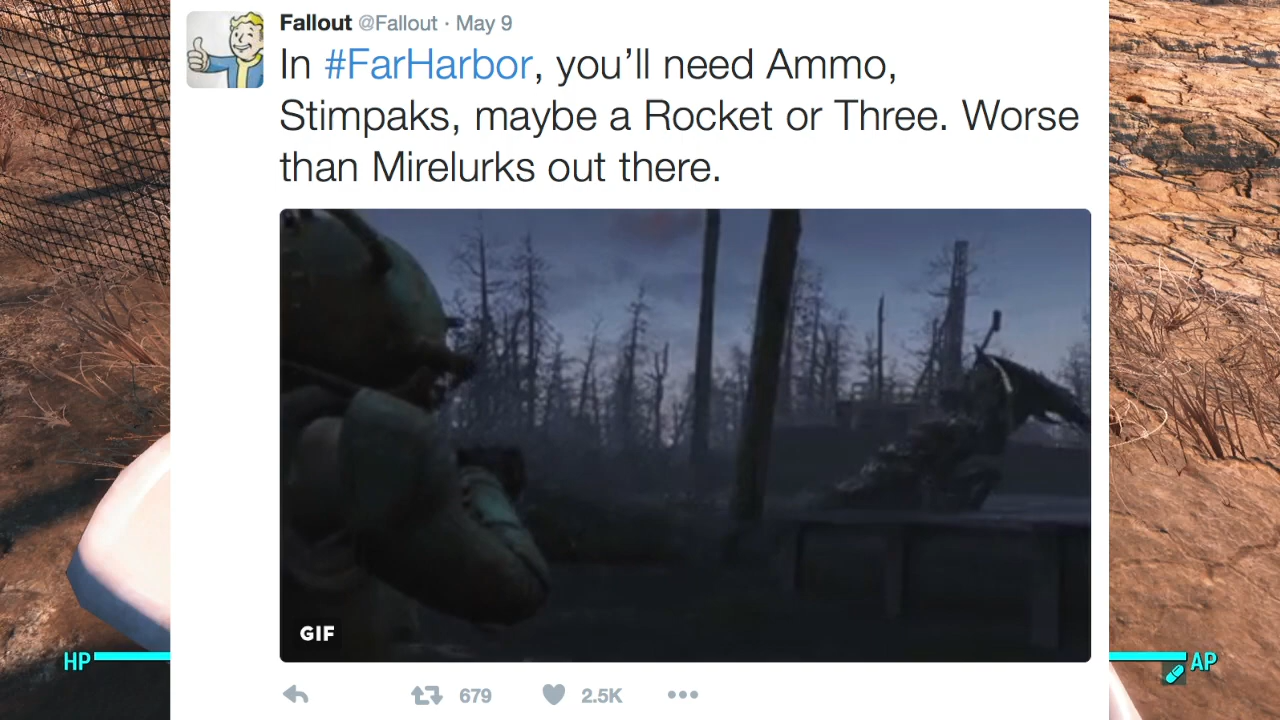 Fallout @Fallout · May 9
In #FarHarbor, you’ll need Ammo,
Stimpaks, maybe a Rocket or Three. Worse
than Mirelurks out there.
GIF
HP
AP
679
2.5K